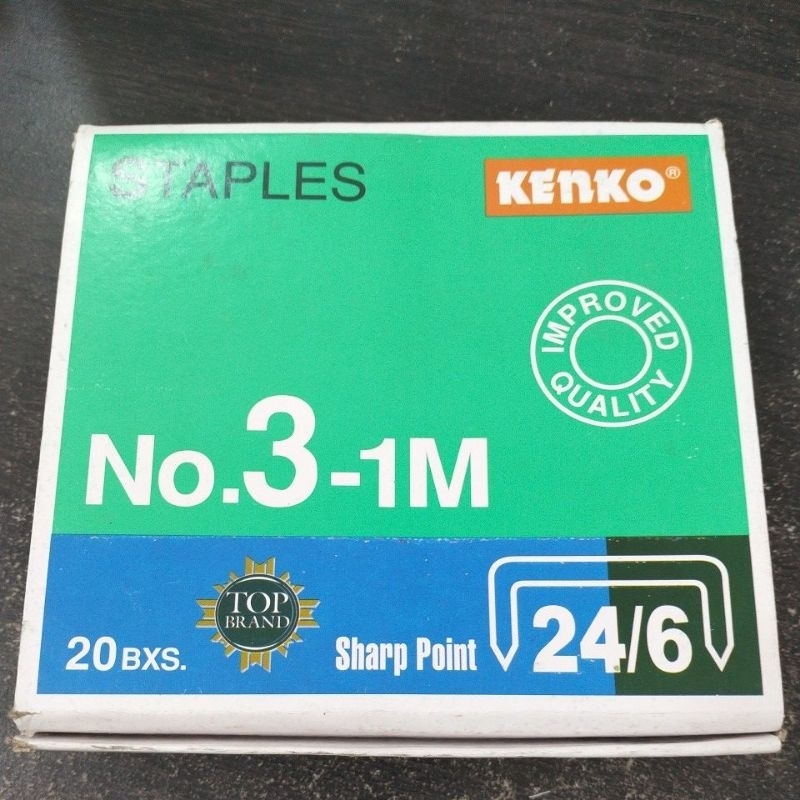 STAPLES
KENKO®
IMPROVED
QUALITY
No.3-1M
20 BXS.
TOP
BRAND
Sharp Point
24/6